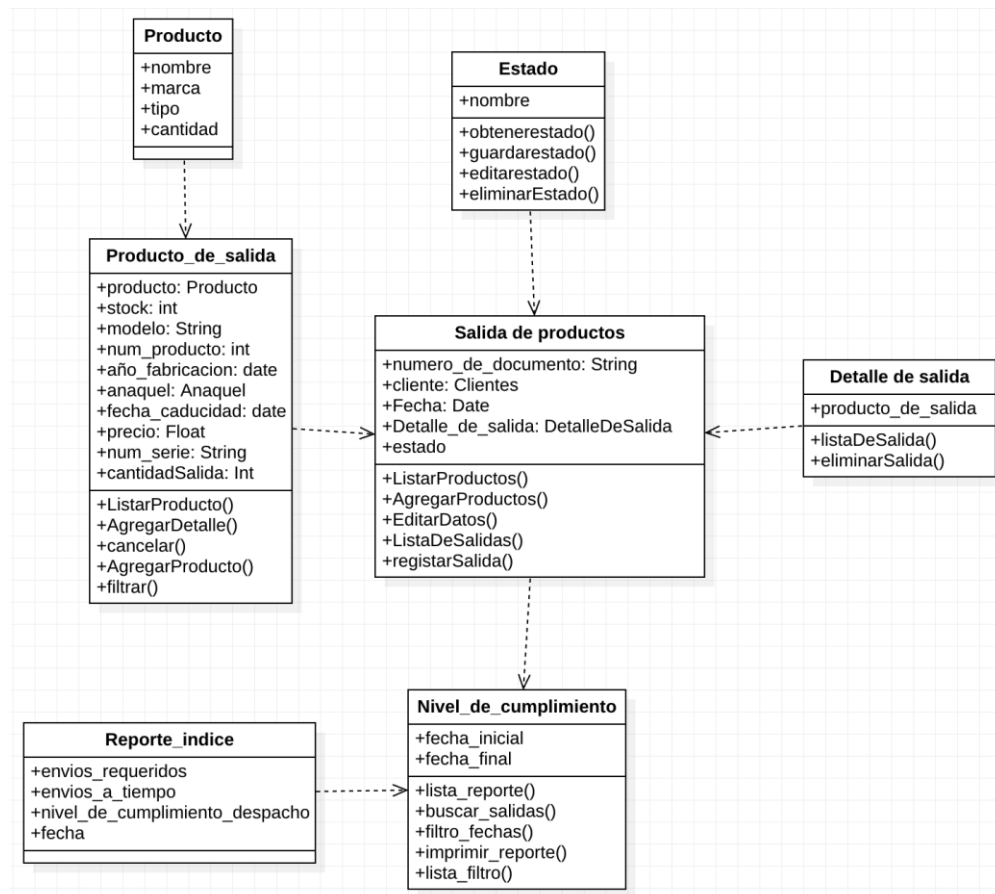 Producto
+nombre
+marca
+tipo
+cantidad
Estado
+nombre
+obtenerestado()
+guardarestado()
+editarestado()
+eliminarEstado()
Producto_de_salida
+producto: Producto
+stock: int
+modelo: String
+num_producto: int
+año_fabricacion: date
+anaquel: Anaquel
+fecha_caducidad: date
+precio: Float
+num_serie: String
+cantidadSalida: Int
+ListarProducto()
+AgregarDetalle()
+cancelar()
+AgregarProducto()
+filtrar()
Salida de productos
+numero_de_documento: String
+cliente: Clientes
+Fecha: Date
+Detalle_de_salida: DetalleDeSalida
+estado
+ListarProductos()
+AgregarProductos()
+EditarDatos()
+ListaDeSalidas()
+registarSalida()
Detalle de salida
+producto_de_salida
+listaDeSalida()
+eliminarSalida()
Reporte_indice
+envios_requeridos
+envios_a_tiempo
+nivel_de_cumplimiento_despacho
+fecha
Nivel_de_cumplimiento
+fecha_inicial
+fecha_final
+lista_reporte()
+buscar_salidas()
+filtro_fechas()
+imprimir_reporte()
+lista_filtro()